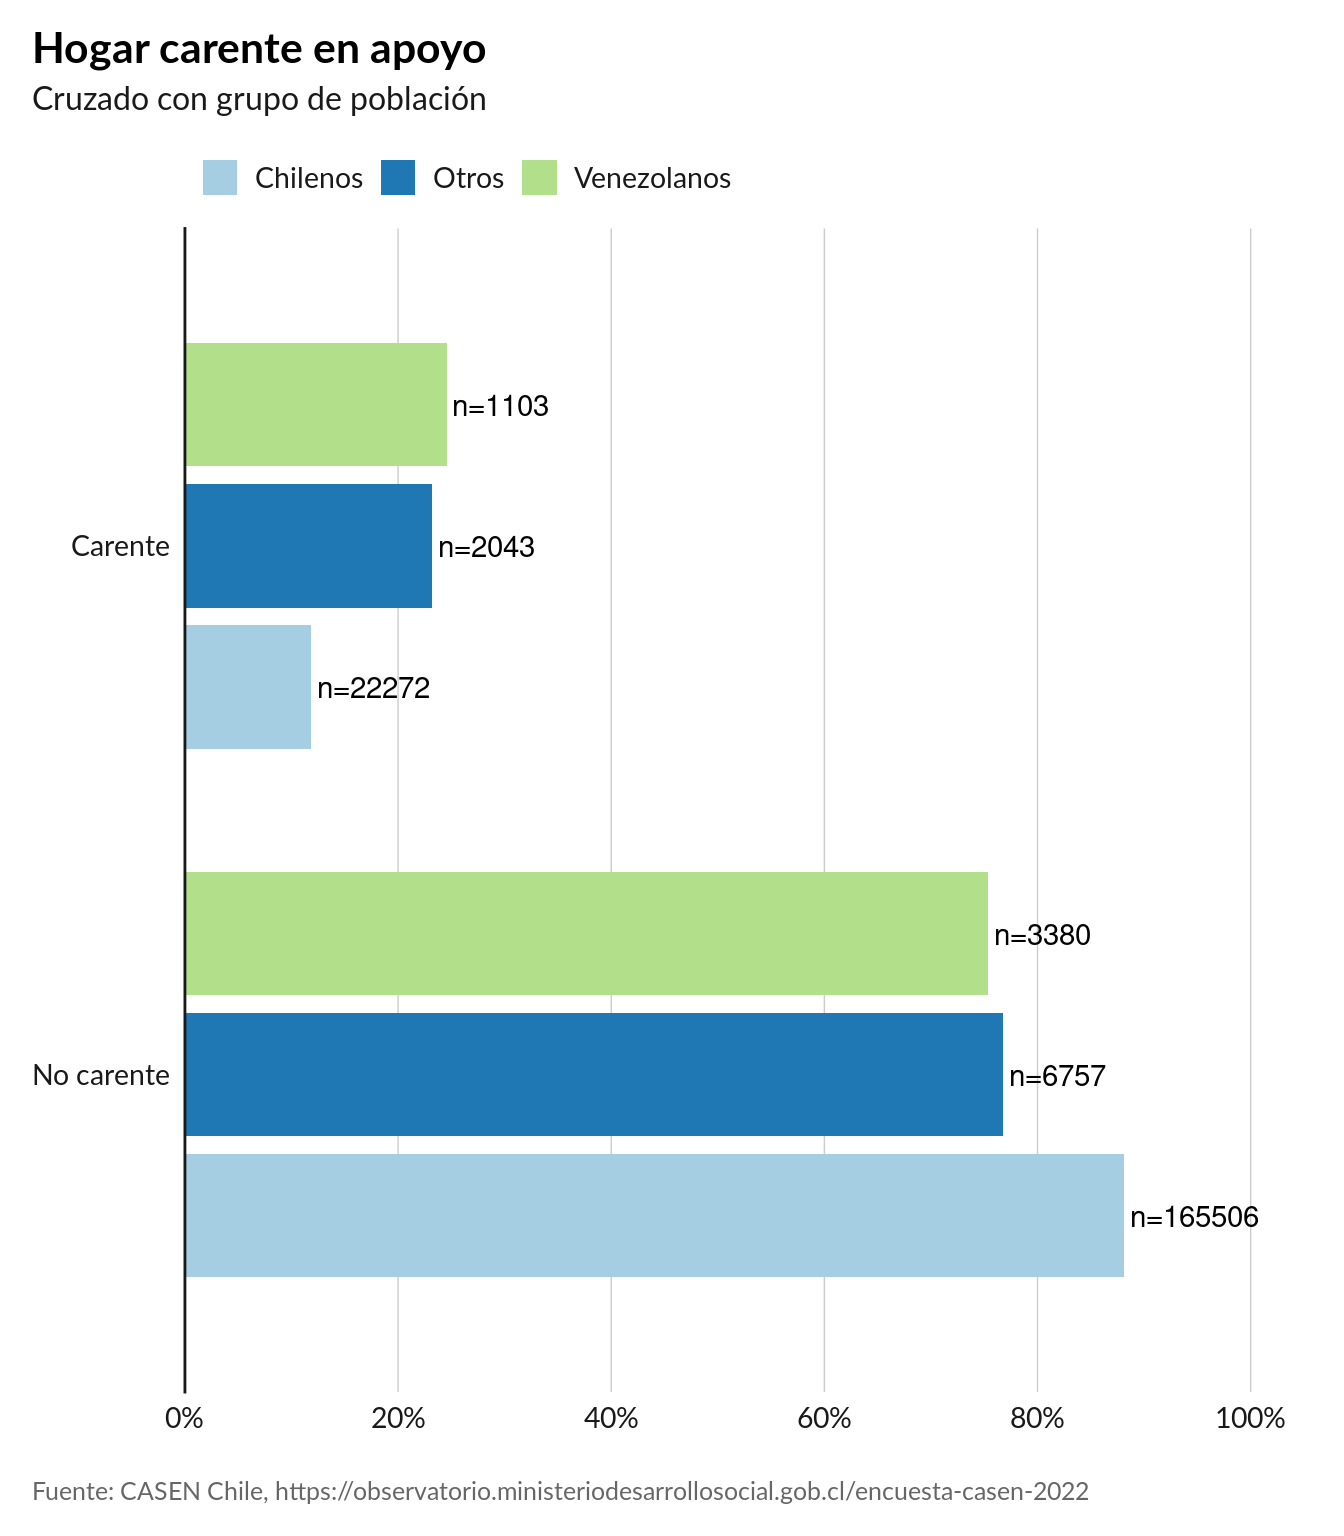 Hogar carente en apoyo
Cruzado con grupo de población
Chilenos Otros Venezolanos
n=1103
Carente n=2043
n=22272
n=3380
No carente n=6757
n=165506
0% 20% 40% 60% 80% 100%
Fuente: CASEN Chile, https://observatorio.ministeriodesarrollosocial.gob.cl/encuesta-casen-2022